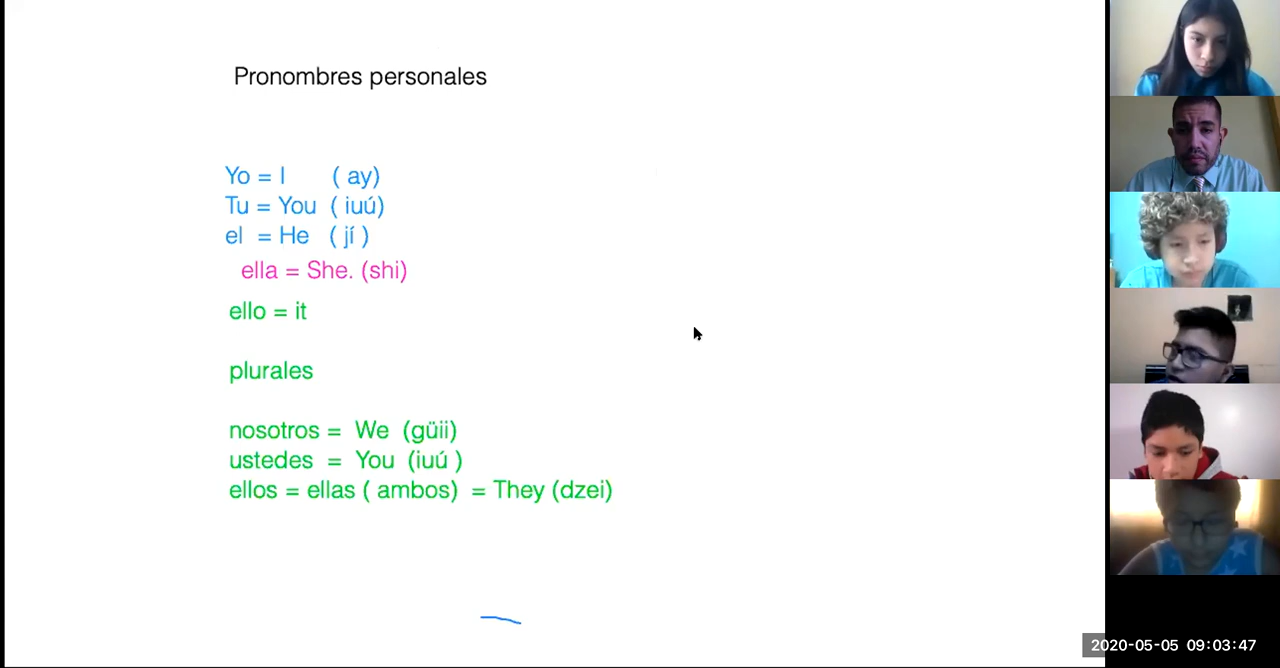 Pronombres personales
Yo = I ( ay)
Tu = You ( iuú)
el = He ( jí )
ella = She. (shi)
ello = it
plurales
nosotros = We (güii)
ustedes = You (iuú )
ellos = ellas ( ambos) = They (dzei)
2020-05-05 09:03:47